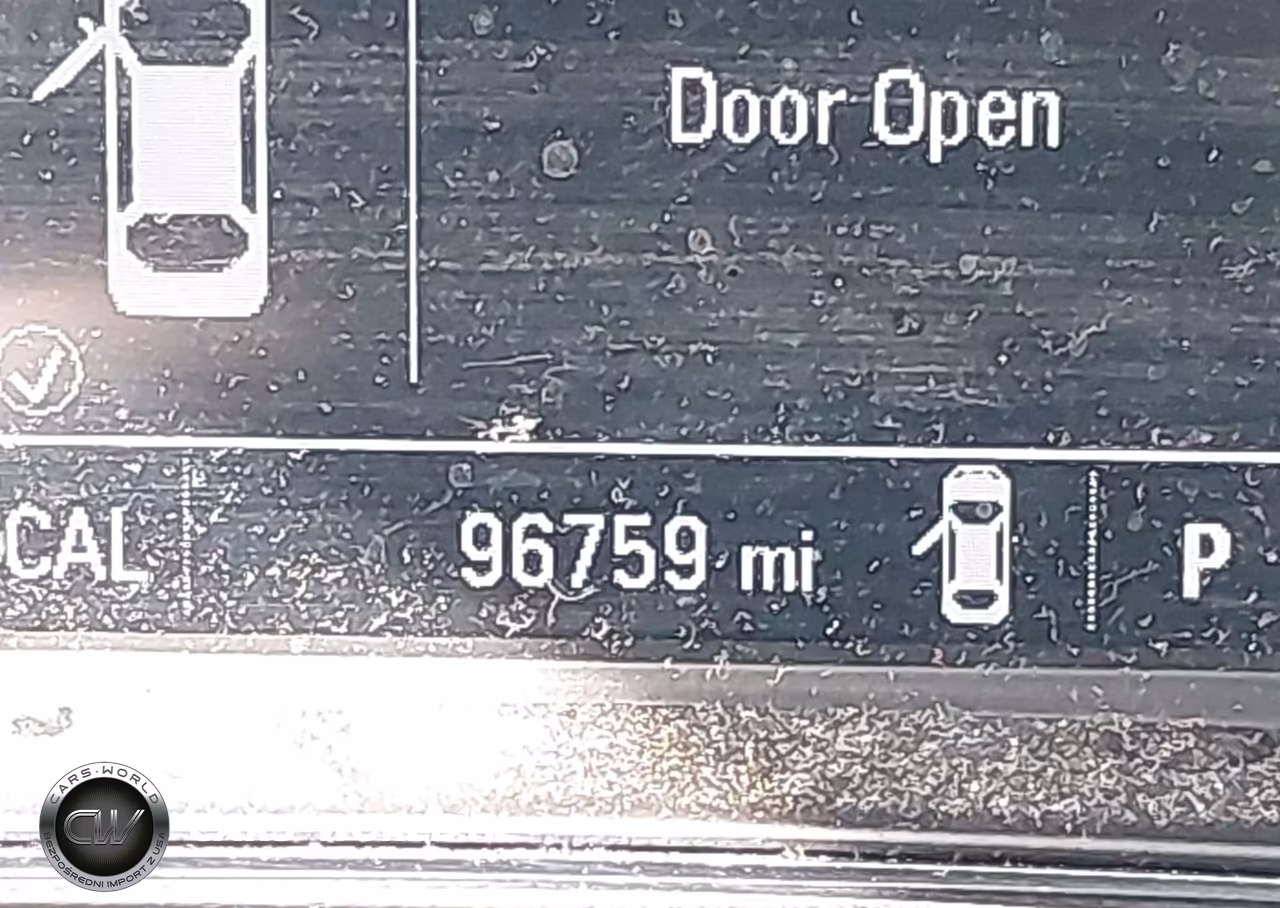 Door Open
CAL
96759 mi
P
CARS-WORLD
CW
BEZPOŚREDNI IMPORT Z USA